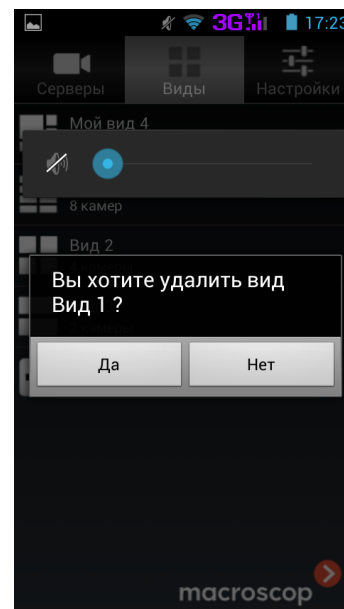 3G 17:23
Серверы Виды Настройки
Мой вид 4
8 камер
Вид 2
Вы хотите удалить вид
Вид 1 ?
Да Нет
macroscop